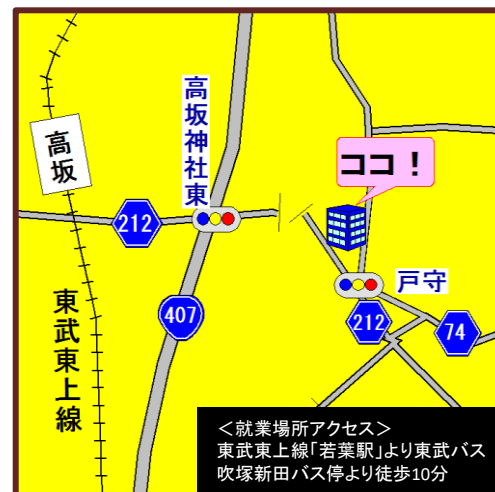 高坂神社東
高坂
ココ！
212
戸守
407
東武東上線
212
74
＜就業場所アクセス＞
東武東上線「若葉駅」より東武バス
吹塚新田バス停より徒歩10分